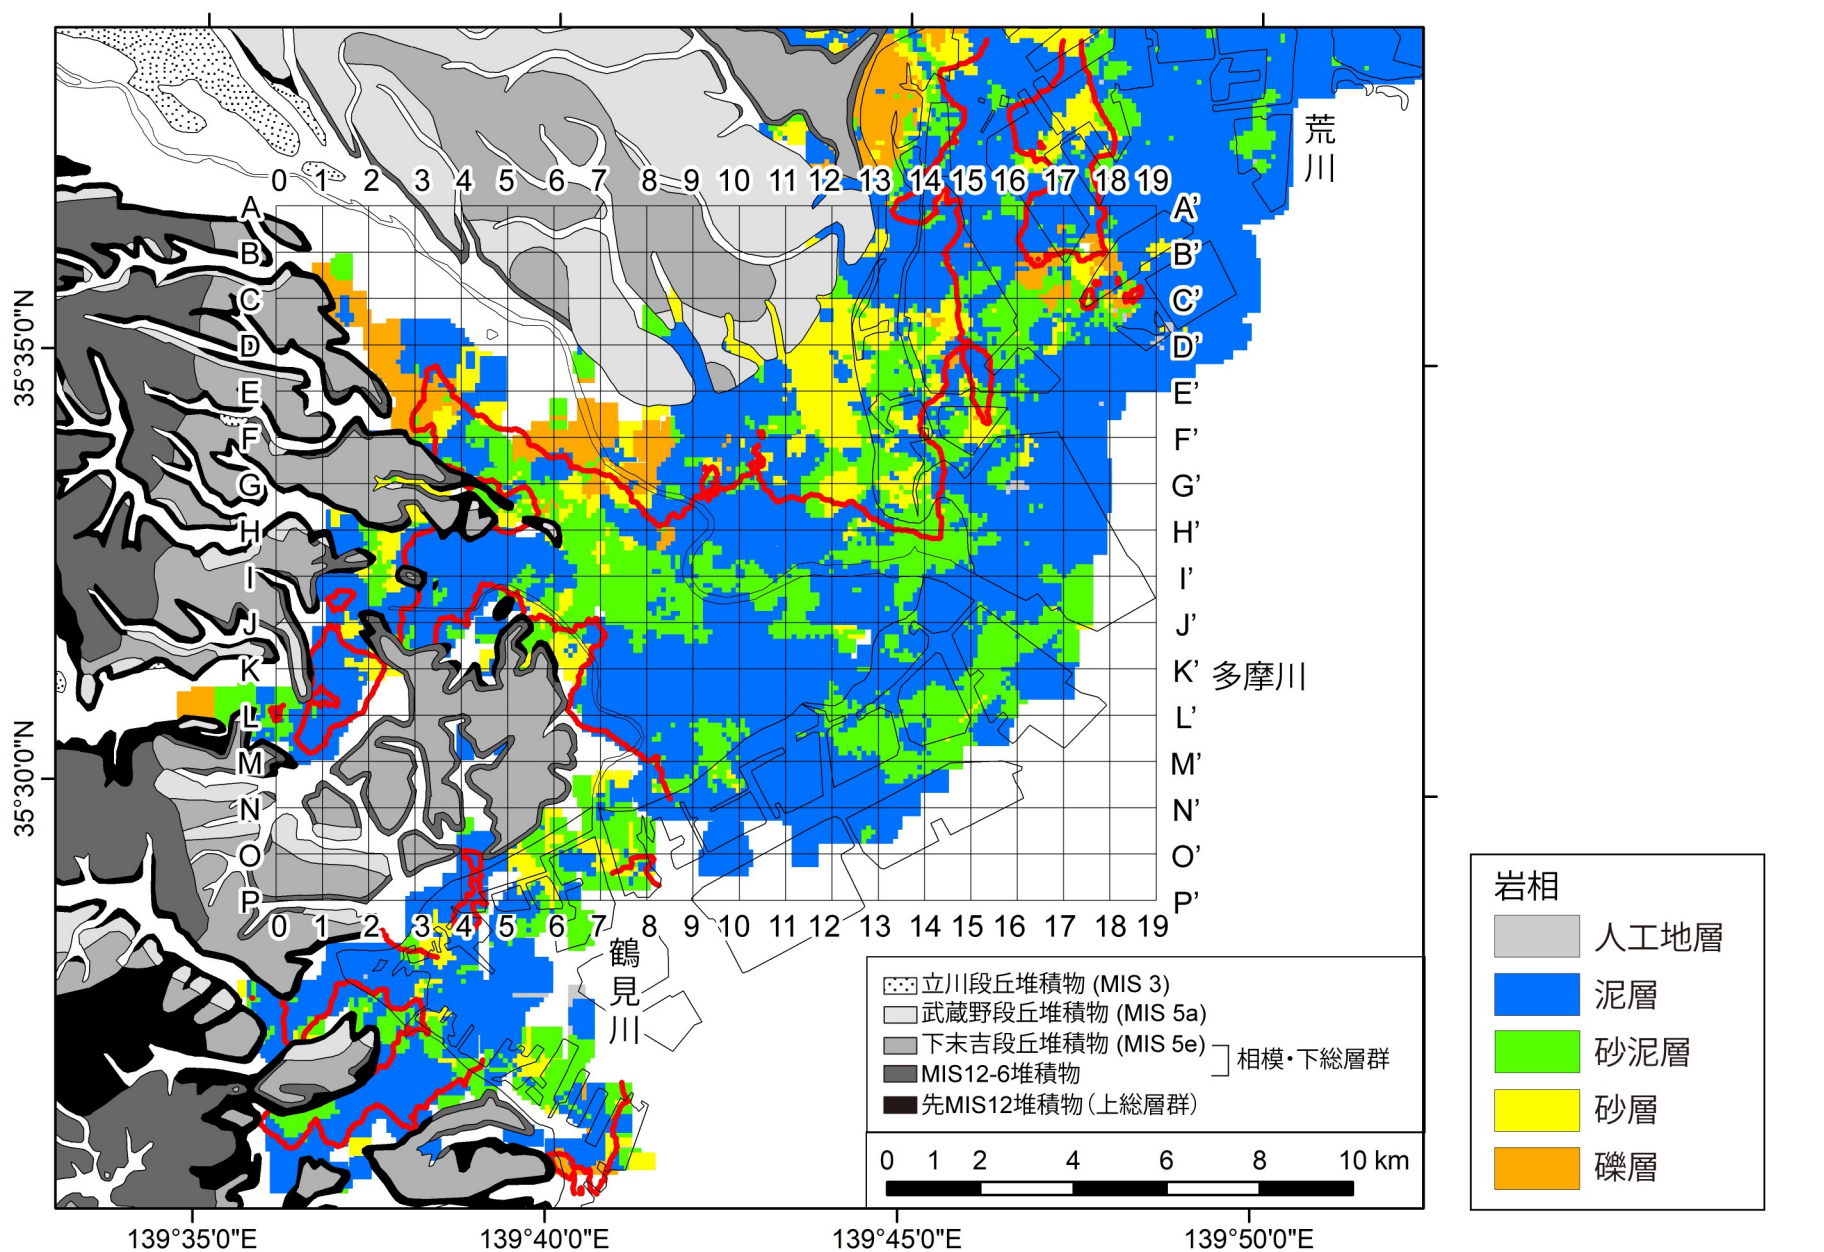 荒川
0 1 2 3 4 5 6 7 8 9 10 11 12 13 14 15 16 17 18 19
A A’
B B’
C C’
D D’
35°35'0"N
E E’
F F’
G G’
H H’
I I’
J J’
K K’ 多摩川
L L’
M M’
35°30'0"N
N N’
O O’
P P’
0 1 2 3 4 5 6 7 8 9 10 11 12 13 14 15 16 17 18 19
鶴見川
立川段丘堆積物 (MIS 3)
武蔵野段丘堆積物 (MIS 5a)
下末吉段丘堆積物 (MIS 5e)
相模・下総層群
MIS12-6堆積物
先MIS12堆積物（上総層群）
0 1 2 4 6 8 10 km
139°35'0"E 139°40'0"E 139°45'0"E 139°50'0"E
岩相
人工地層
泥層
砂泥層
砂層
礫層